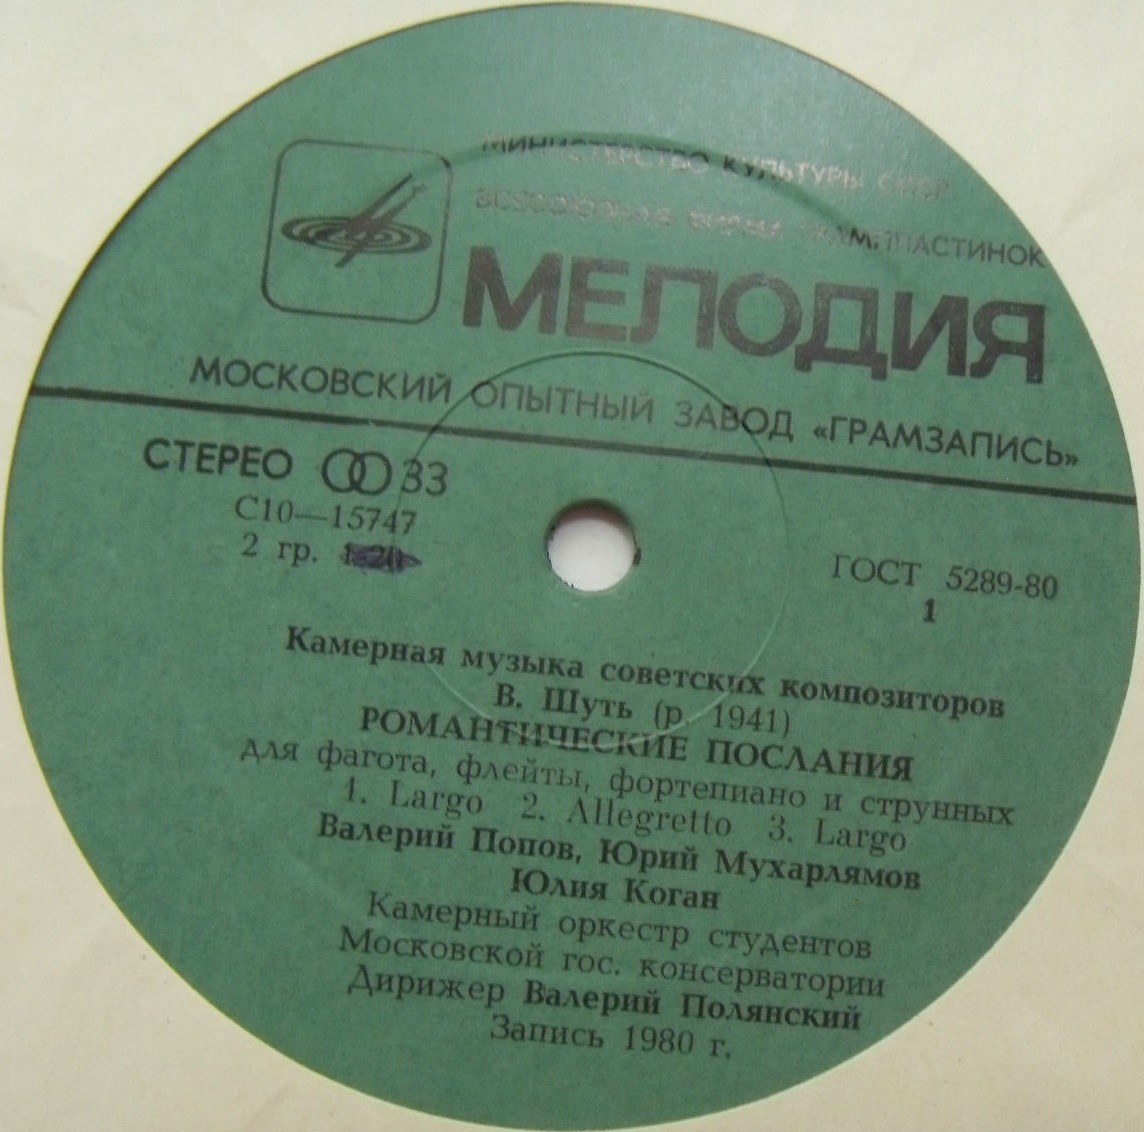 МИНИСТЕРСТВО КУЛЬТУРЫ СССР
ВСЕСОЮЗНАЯ ФИРМА ГРАМПЛАСТИНОК
МЕЛОДИЯ
МОСКОВСКИЙ ОПЫТНЫЙ ЗАВОД «ГРАМЗАПИСЬ»
СТЕРЕО 33
С10—15747
2 гр.
ГОСТ 5289-80
1
Камерная музыка советских композиторов
В. Шуть (р. 1941)
РОМАНТИЧЕСКИЕ ПОСЛАНИЯ
для фагота, флейты, фортепиано и струнных
1. Largo 2. Allegretto 3. Largo
Валерий Попов, Юрий Мухарлямов
Юлия Коган
Камерный оркестр студентов
Московской гос. консерватории
Дирижер Валерий Полянский
Запись 1980 г.